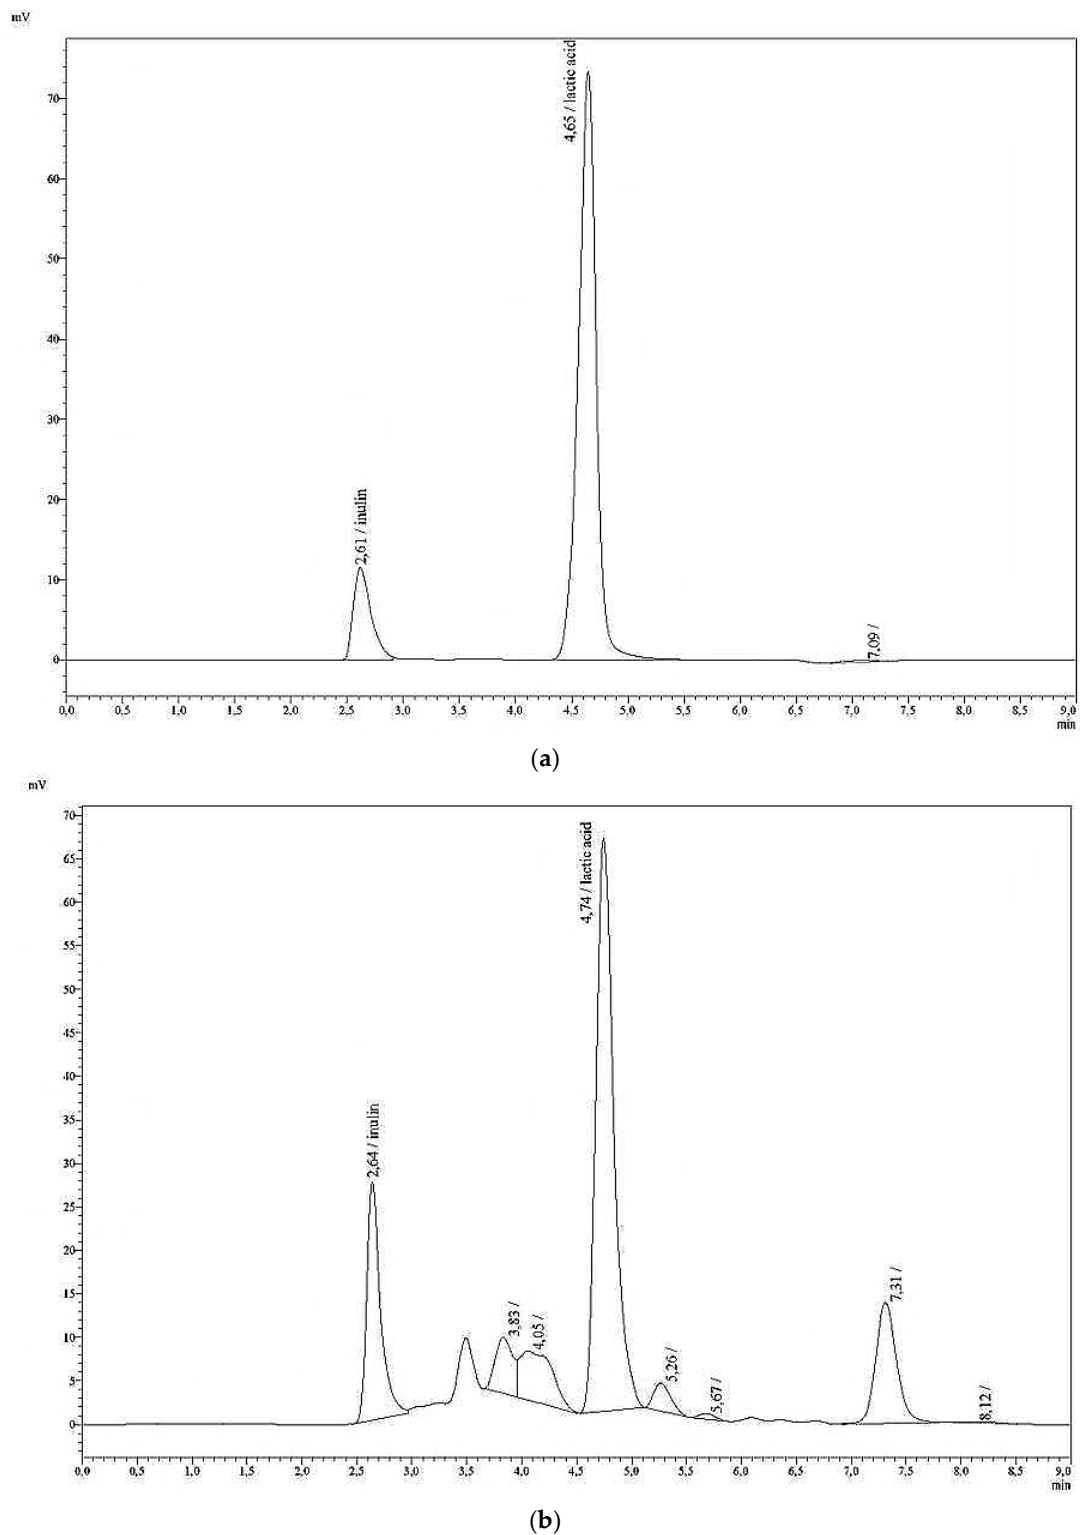 mV
4,65 / lactic acid
2,61 / inulin
7,09 /
70
60
50
40
30
20
10
0
0,0 0,5 1,0 1,5 2,0 2,5 3,0 3,5 4,0 4,5 5,0 5,5 6,0 6,5 7,0 7,5 8,0 8,5 9,0
min
(a)
mV
4,74 / lactic acid
2,64 / inulin
3,83 /
4,05 /
5,26 /
5,67 /
7,31 /
8,12 /
70
65
60
55
50
45
40
35
30
25
20
15
10
5
0
0,0 0,5 1,0 1,5 2,0 2,5 3,0 3,5 4,0 4,5 5,0 5,5 6,0 6,5 7,0 7,5 8,0 8,5 9,0
min
(b)